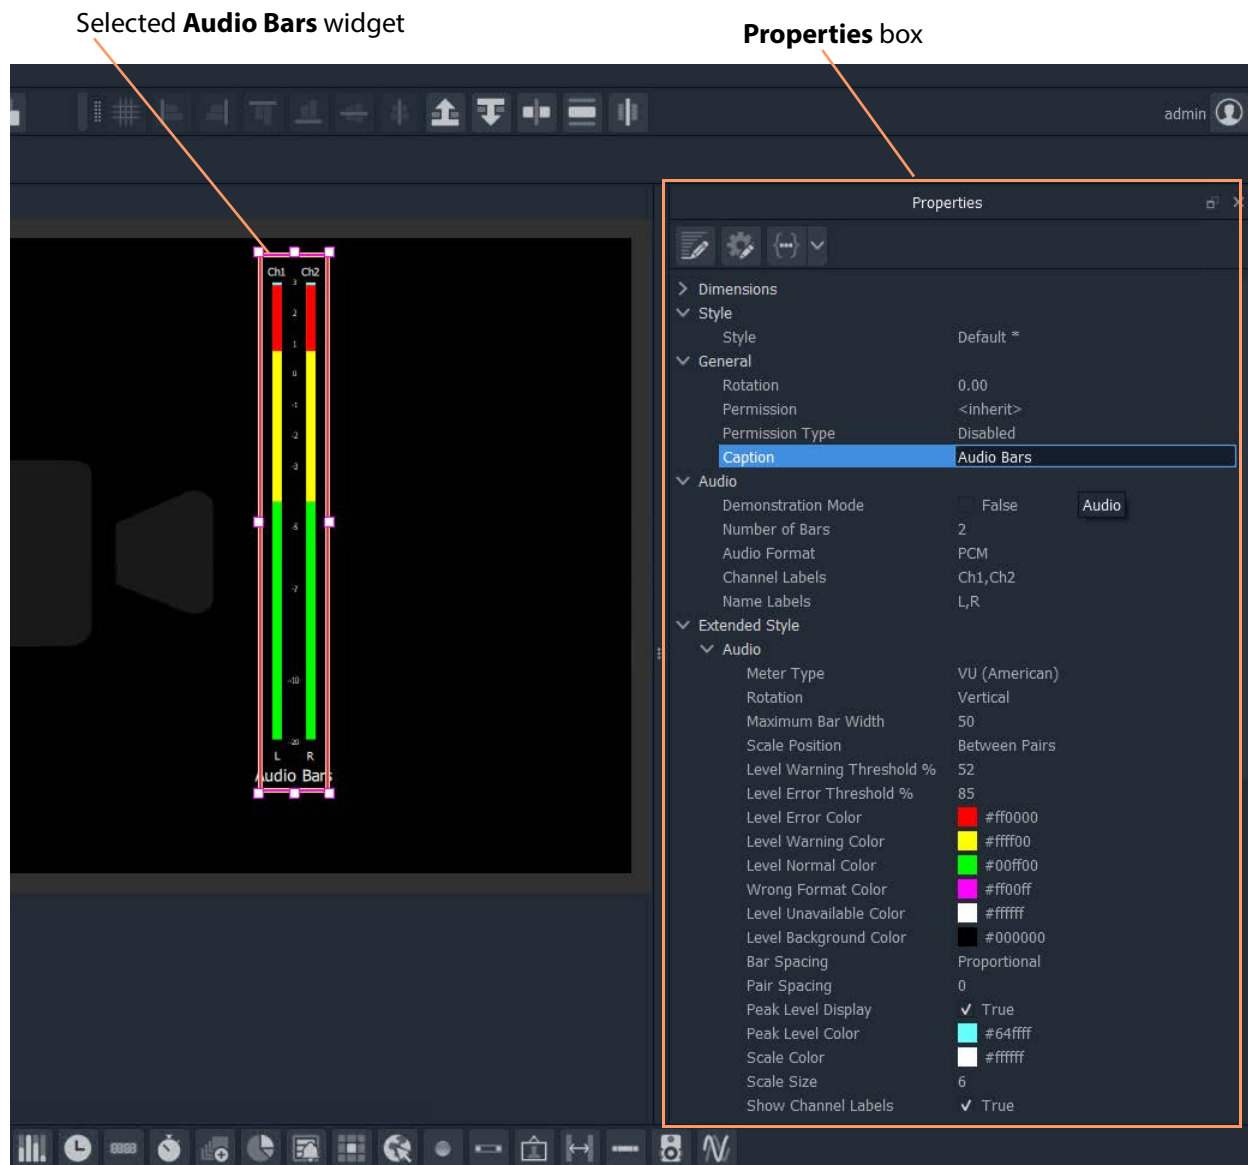 Selected Audio Bars widget
Properties box
admin
Properties
Ch1 Ch2
3
2
1
0
-1
-2
-3
-5
-7
-10
-20
L R
Audio Bars
Dimensions
Style
Style Default *
General
Rotation 0.00
Permission <inherit>
Permission Type Disabled
Caption Audio Bars
Audio
Demonstration Mode False Audio
Number of Bars 2
Audio Format PCM
Channel Labels Ch1,Ch2
Name Labels L,R
Extended Style
Audio
Meter Type VU (American)
Rotation Vertical
Maximum Bar Width 50
Scale Position Between Pairs
Level Warning Threshold % 52
Level Error Threshold % 85
Level Error Color #ff0000
Level Warning Color #ffff00
Level Normal Color #00ff00
Wrong Format Color #ff00ff
Level Unavailable Color #ffffff
Level Background Color #000000
Bar Spacing Proportional
Pair Spacing 0
Peak Level Display True
Peak Level Color #64ffff
Scale Color #ffffff
Scale Size 6
Show Channel Labels True